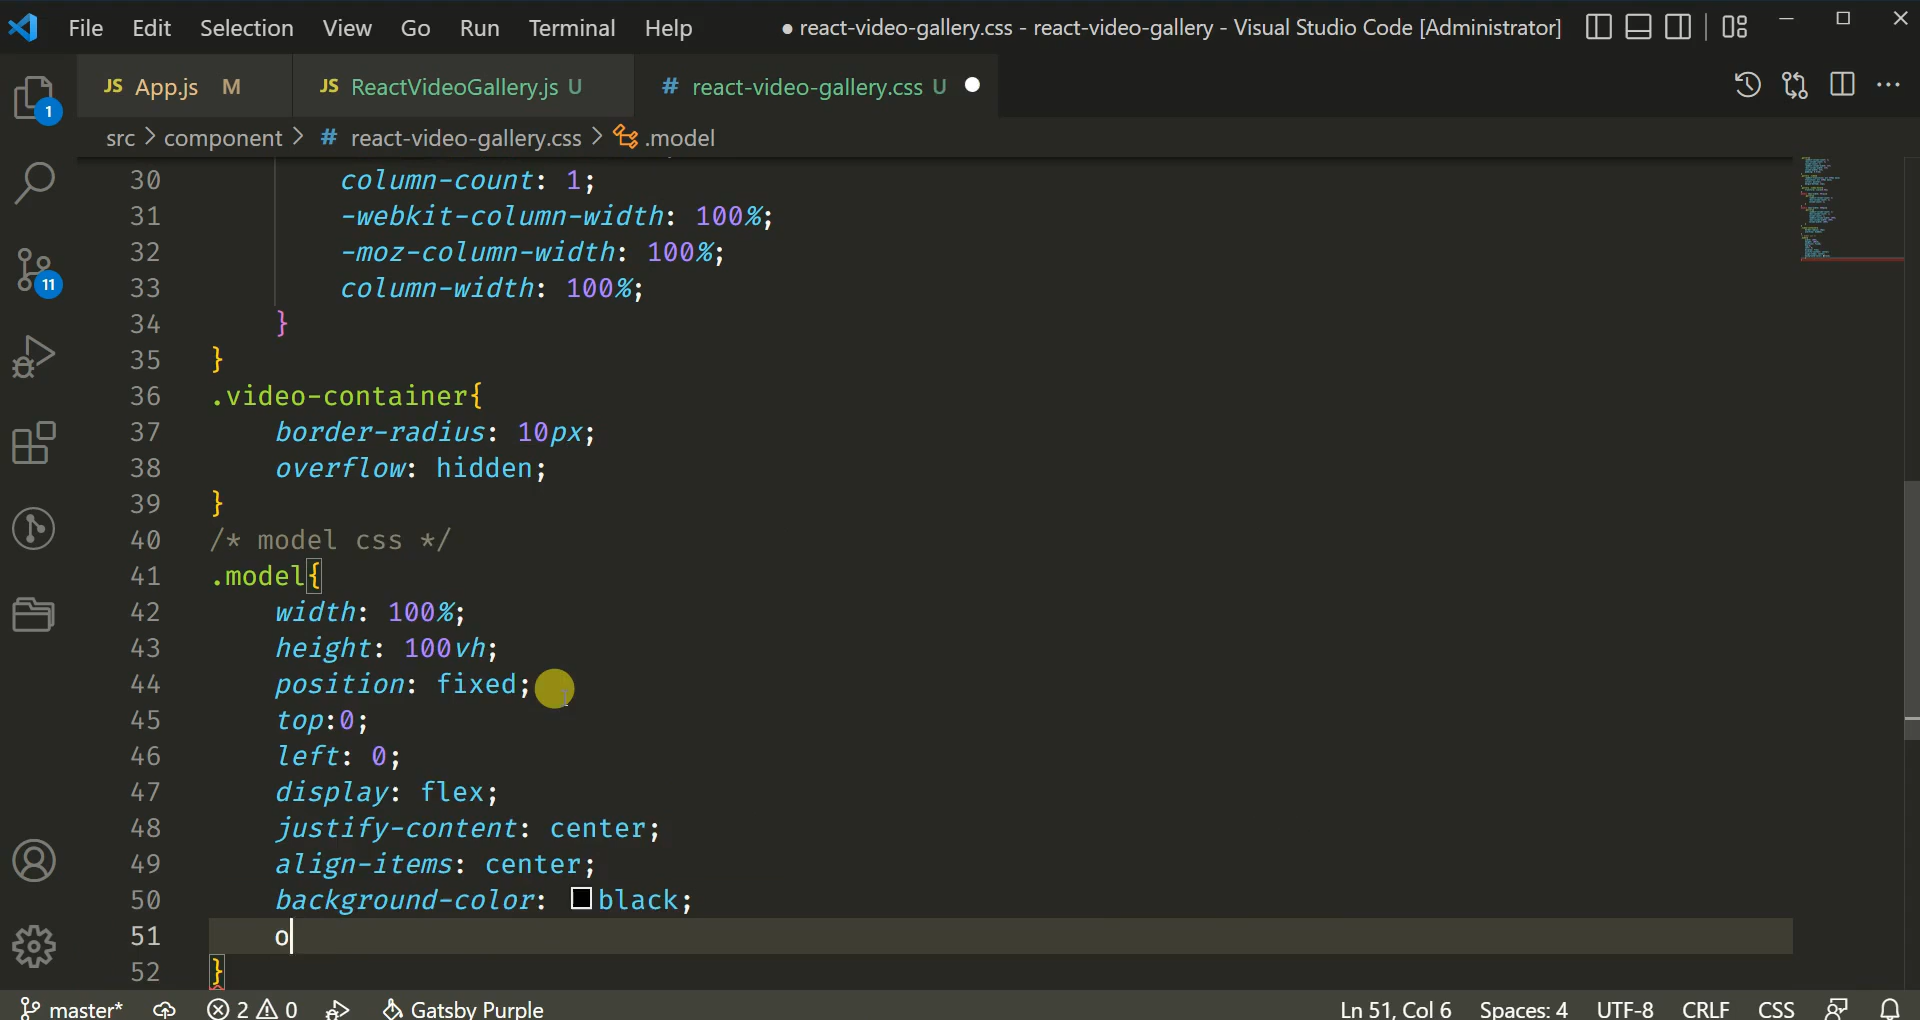 File Edit Selection View Go Run Terminal Help ● react-video-gallery.css - react-video-gallery - Visual Studio Code [Administrator]
JS App.js M JS ReactVideoGallery.js U # react-video-gallery.css U
src > component > # react-video-gallery.css > .model
30 column-count: 1;
31 -webkit-column-width: 100%;
32 -moz-column-width: 100%;
33 column-width: 100%;
34 }
35 }
36 .video-container{
37 border-radius: 10px;
38 overflow: hidden;
39 }
40 /* model css */
41 .model{
42 width: 100%;
43 height: 100vh;
44 position: fixed;
45 top:0;
46 left: 0;
47 display: flex;
48 justify-content: center;
49 align-items: center;
50 background-color: black;
51 o
52 }
1
11
master* 2 0 Gatsby Purple Ln 51, Col 6 Spaces: 4 UTF-8 CRLF CSS